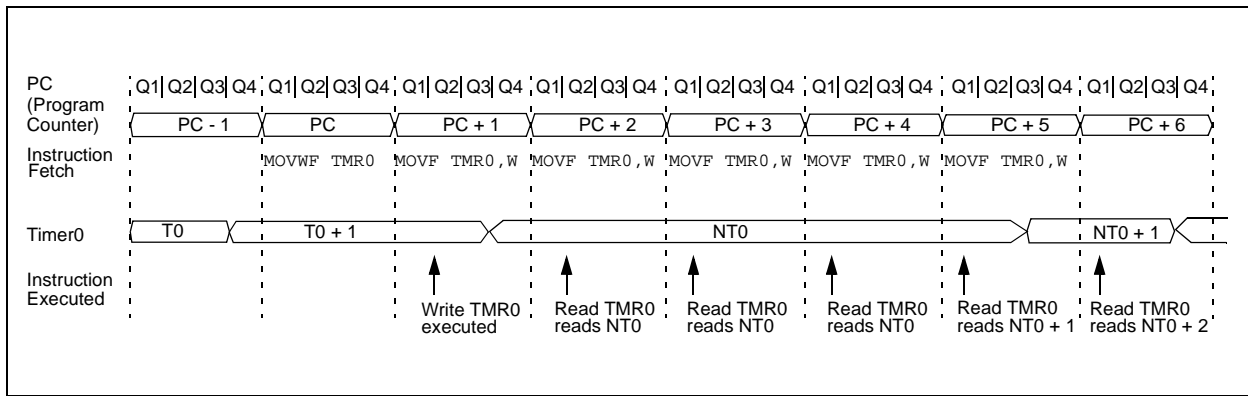 PC
(Program
Counter)
Q1 Q2 Q3 Q4 Q1 Q2 Q3 Q4 Q1 Q2 Q3 Q4 Q1 Q2 Q3 Q4 Q1 Q2 Q3 Q4 Q1 Q2 Q3 Q4 Q1 Q2 Q3 Q4 Q1 Q2 Q3 Q4
PC - 1 PC PC + 1 PC + 2 PC + 3 PC + 4 PC + 5 PC + 6
Instruction
Fetch
MOVWF TMR0 MOVF TMR0,W MOVF TMR0,W MOVF TMR0,W MOVF TMR0,W MOVF TMR0,W
Timer0 T0 T0 + 1 NT0 NT0 + 1
Instruction
Executed
Write TMR0
executed
Read TMR0
reads NT0
Read TMR0
reads NT0
Read TMR0
reads NT0
Read TMR0
reads NT0 + 1
Read TMR0
reads NT0 + 2